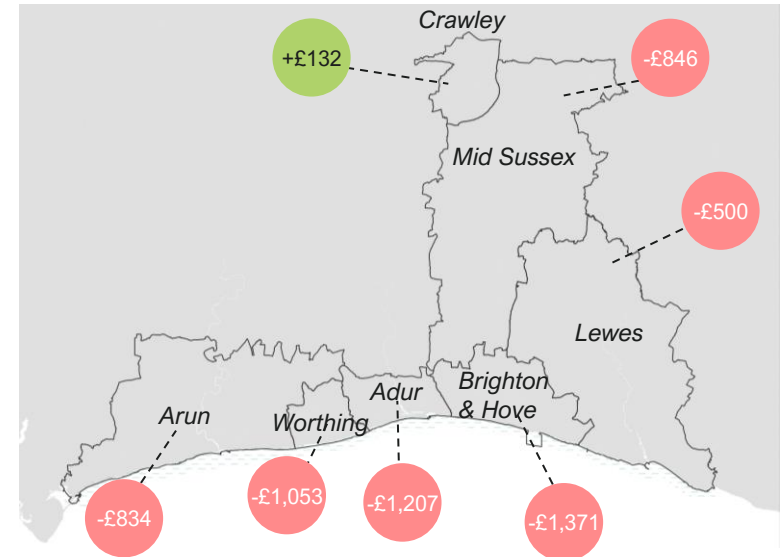 Crawley
+£132
-£846
Mid Sussex
-£500
Lewes
Brighton
& Hove
Adur
Arun
Worthing
-£834
-£1,053
-£1,207
-£1,371